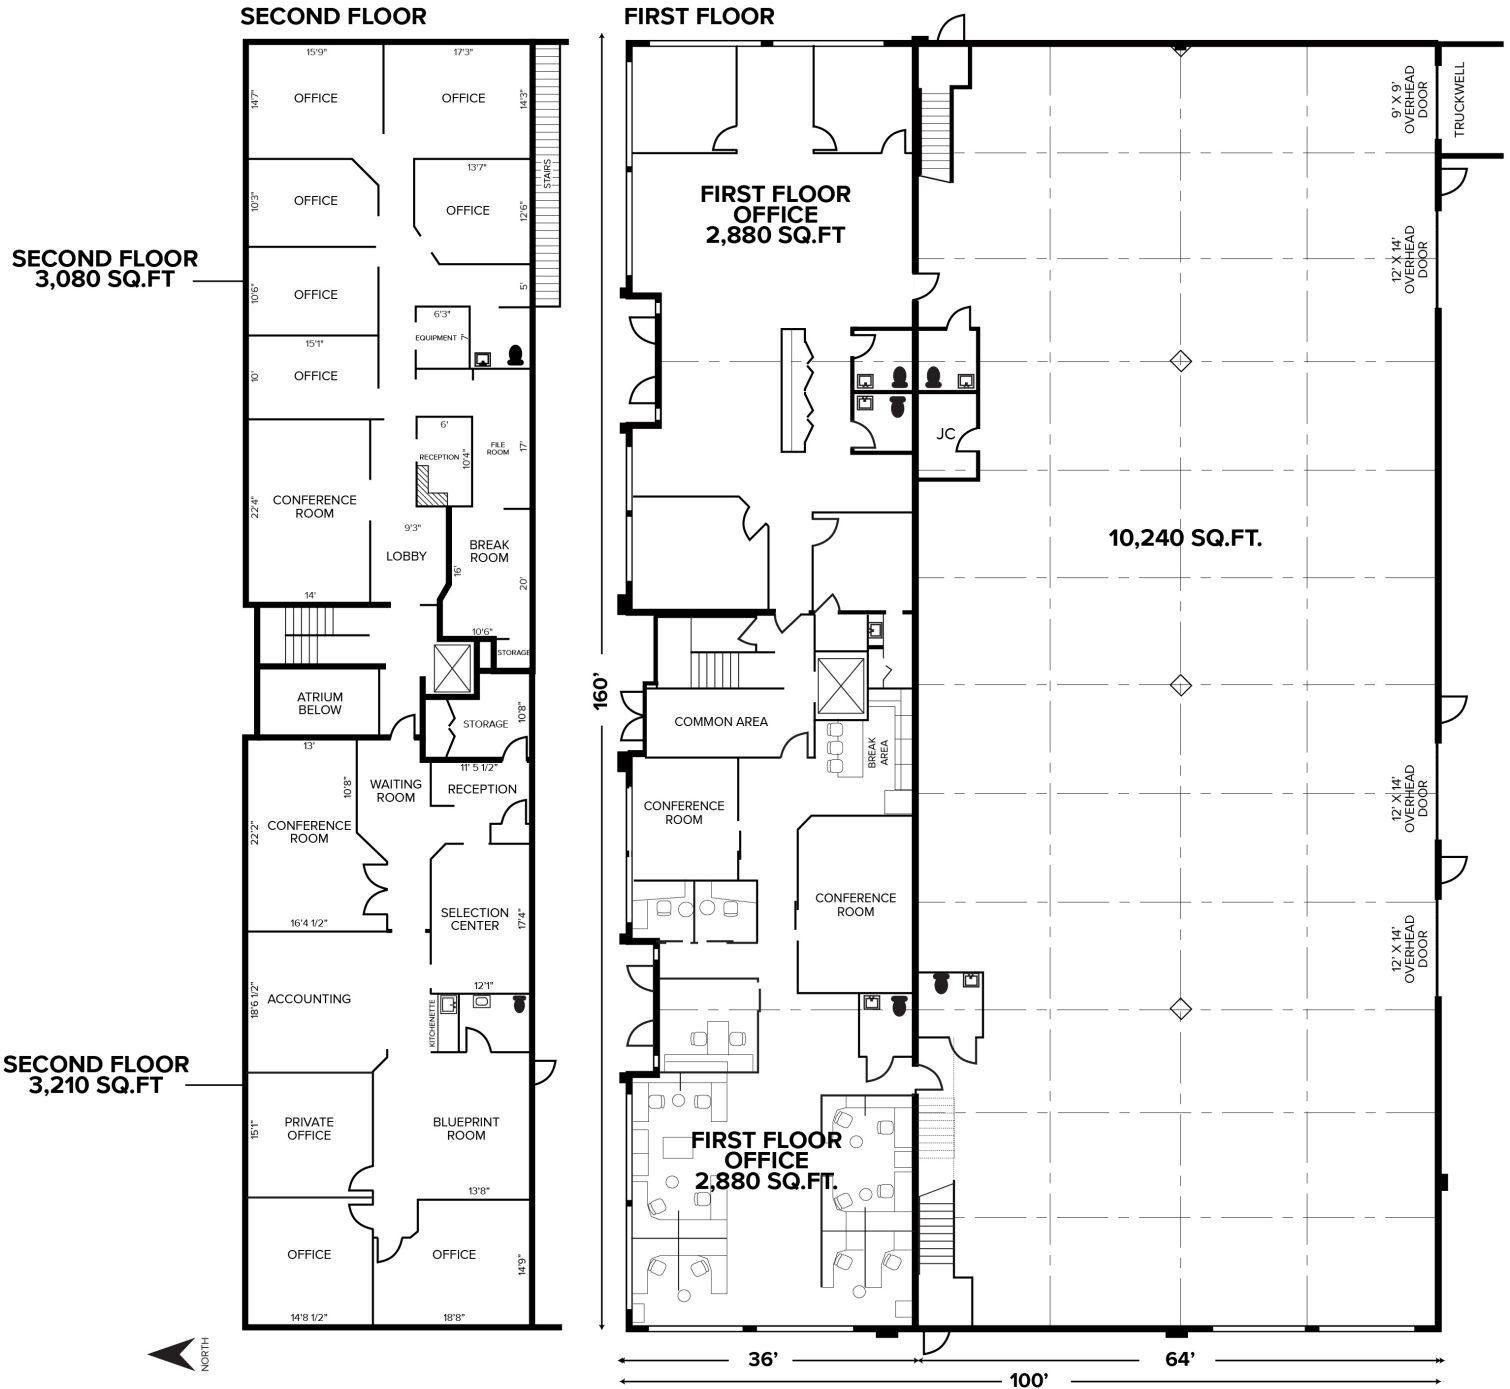 SECOND FLOOR
15'9"
17'3"
14'7"
OFFICE
OFFICE
14'3"
13'7"
STAIRS
10'3"
OFFICE
OFFICE
12'6"
SECOND FLOOR
3,080 SQ.FT
10'6"
OFFICE
5'
6'3"
EQUIPMENT
7'
15'1"
10'
OFFICE
6'
RECEPTION
10'4"
FILE
ROOM
17'
22'4"
CONFERENCE
ROOM
9'3"
LOBBY
BREAK
ROOM
16'
20'
14'
10'6"
STORAGE
ATRIUM
BELOW
STORAGE
10'8"
13'
10'8"
WAITING
ROOM
11' 5 1/2"
RECEPTION
22'2"
CONFERENCE
ROOM
SELECTION
CENTER
17'4"
16'4 1/2"
12'1"
18'6 1/2"
ACCOUNTING
KITCHENETTE
SECOND FLOOR
3,210 SQ.FT
15'1"
PRIVATE
OFFICE
BLUEPRINT
ROOM
13'8"
OFFICE
OFFICE
14'9"
14'8 1/2"
18'8"
NORTH
FIRST FLOOR
FIRST FLOOR
OFFICE
2,880 SQ.FT
160'
JC
COMMON AREA
BREAK
AREA
CONFERENCE
ROOM
CONFERENCE
ROOM
FIRST FLOOR
OFFICE
2,880 SQ.FT.
10,240 SQ.FT.
9' X 9'
OVERHEAD
DOOR
TRUCKWELL
12' X 14'
OVERHEAD
DOOR
12' X 14'
OVERHEAD
DOOR
12' X 14'
OVERHEAD
DOOR
36'
64'
100'